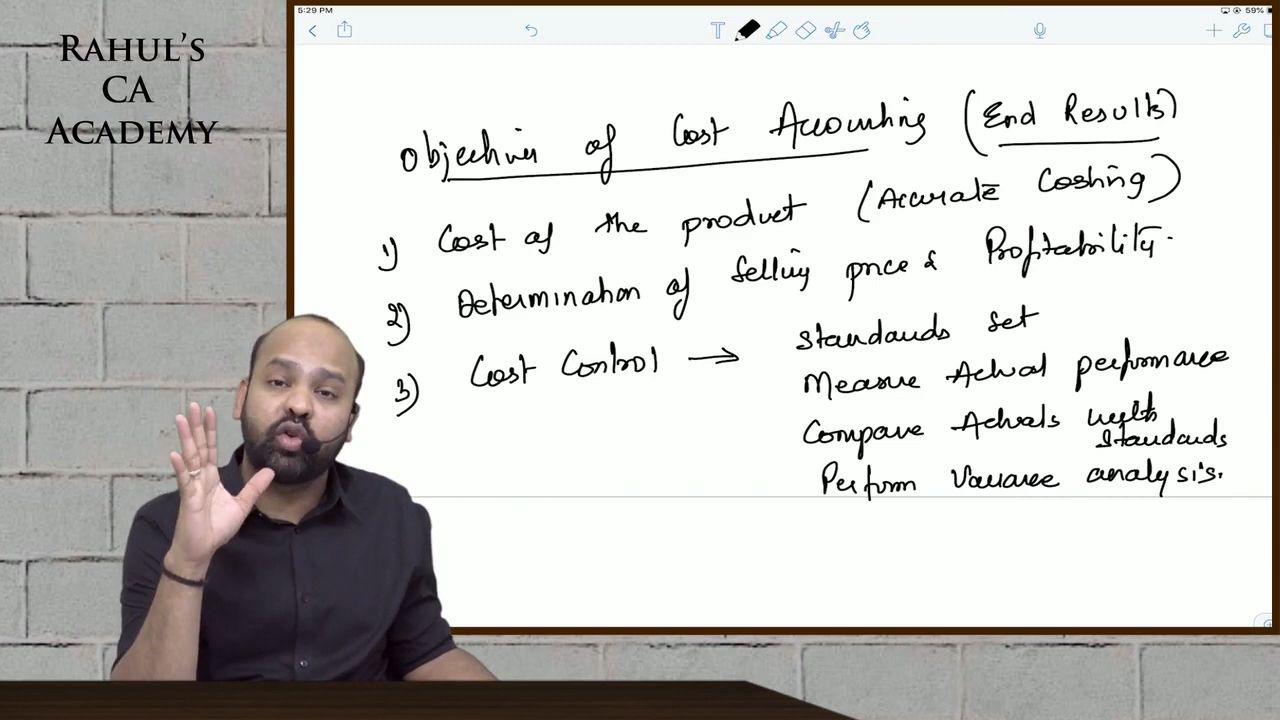 RAHUL'S
CA
ACADEMY
5:29 PM
59%
T
Objectives of Cost Accounting (End Results)
1) Cost of the product (Accurate Costing)
2) Determination of Selling price & Profitability.
3) Cost Control → Standards Set
Measure Actual performance
Compare Actuals with
Standards
Perform Variance analysis.